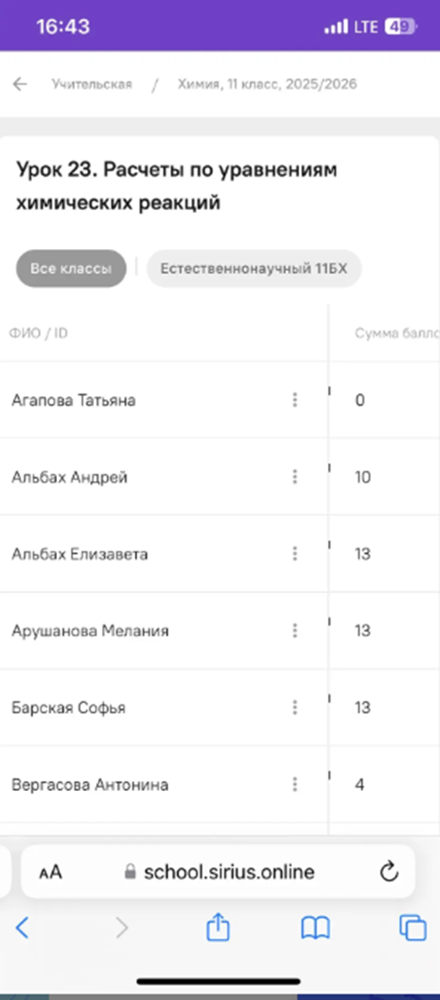 16:43 LTE 49
Учительская / Химия, 11 класс, 2025/2026
Урок 23. Расчеты по уравнениям
химических реакций
Все классы Естественнонаучный 11БХ
ФИО / ID Сумма балло
Агапова Татьяна 0
Альбах Андрей 10
Альбах Елизавета 13
Арушанова Мелания 13
Барская Софья 13
Вергасова Антонина 4
AA school.sirius.online